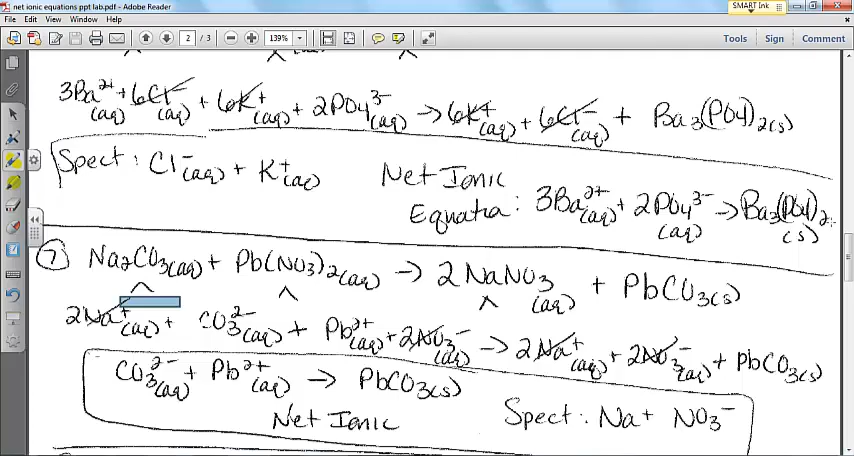 net ionic equations ppt lab.pdf - Adobe Reader
SMART Ink
File Edit View Window Help
2 / 3 139% Tools Sign Comment
(aq)
3Ba²⁺(aq) + 6Cl⁻(aq) + 6K⁺(aq) + 2PO4³⁻(aq) → 6K⁺(aq) + 6Cl⁻(aq) + Ba3(PO4)2(s)
Spect: Cl⁻(aq) + K⁺(aq) Net Ionic
Equation: 3Ba²⁺(aq) + 2PO4³⁻(aq) → Ba3(PO4)2(s)
7 Na2CO3(aq) + Pb(NO3)2(aq) → 2NaNO3(aq) + PbCO3(s)
2Na⁺(aq) + CO3²⁻(aq) + Pb²⁺(aq) + 2NO3⁻(aq) → 2Na⁺(aq) + 2NO3⁻(aq) + PbCO3(s)
CO3²⁻(aq) + Pb²⁺(aq) → PbCO3(s)
Net Ionic Spect: Na+ NO3⁻